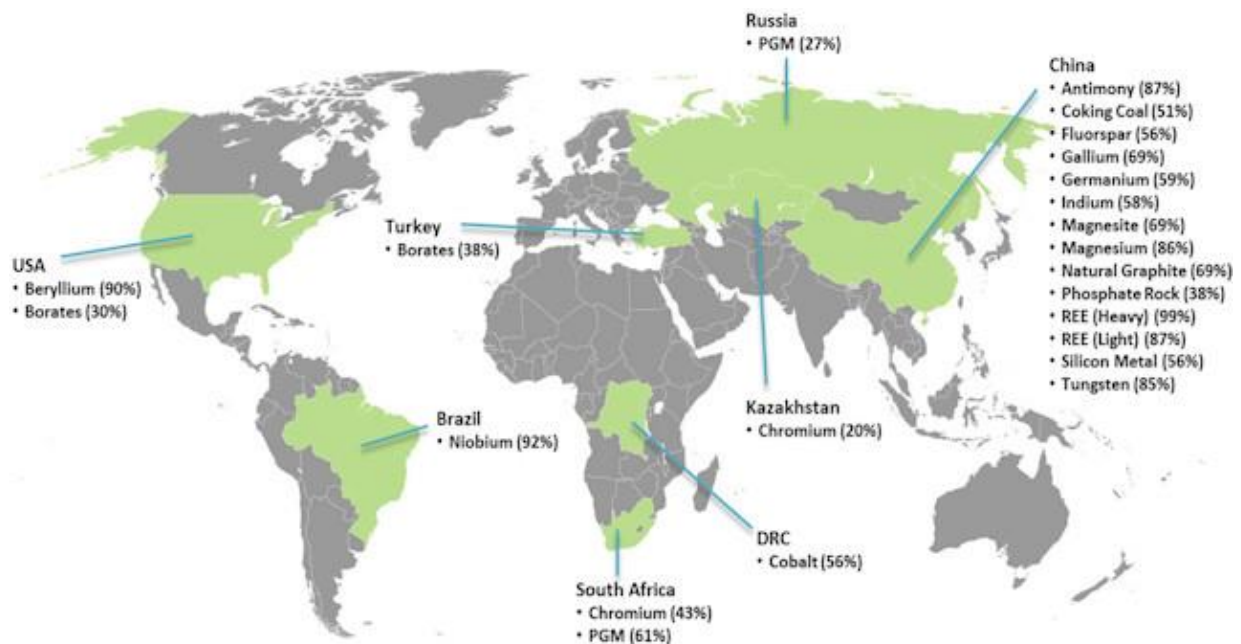 Russia
• PGM (27%)
China
• Antimony (87%)
• Coking Coal (51%)
• Fluorspar (56%)
• Gallium (69%)
• Germanium (59%)
• Indium (58%)
• Magnesite (69%)
• Magnesium (86%)
• Natural Graphite (69%)
• Phosphate Rock (38%)
• REE (Heavy) (99%)
• REE (Light) (87%)
• Silicon Metal (56%)
• Tungsten (85%)
Turkey
• Borates (38%)
USA
• Beryllium (90%)
• Borates (30%)
Kazakhstan
• Chromium (20%)
Brazil
• Niobium (92%)
DRC
• Cobalt (56%)
South Africa
• Chromium (43%)
• PGM (61%)